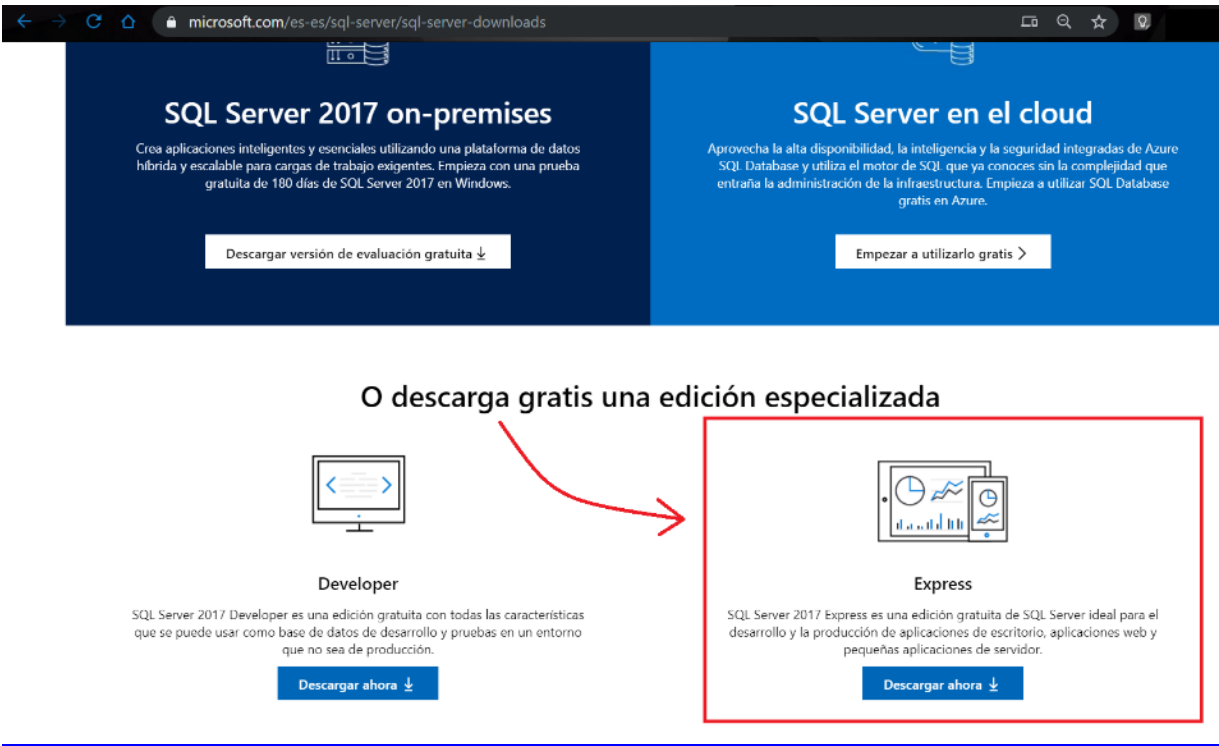 microsoft.com/es-es/sql-server/sql-server-downloads
SQL Server 2017 on-premises
Crea aplicaciones inteligentes y esenciales utilizando una plataforma de datos
híbrida y escalable para cargas de trabajo exigentes. Empieza con una prueba
gratuita de 180 días de SQL Server 2017 en Windows.
Descargar versión de evaluación gratuita
SQL Server en el cloud
Aprovecha la alta disponibilidad, la inteligencia y la seguridad integradas de Azure
SQL Database y utiliza el motor de SQL que ya conoces sin la complejidad que
entraña la administración de la infraestructura. Empieza a utilizar SQL Database
gratis en Azure.
Empezar a utilizarlo gratis
O descarga gratis una edición especializada
Developer
SQL Server 2017 Developer es una edición gratuita con todas las características
que se puede usar como base de datos de desarrollo y pruebas en un entorno
que no sea de producción.
Descargar ahora
Express
SQL Server 2017 Express es una edición gratuita de SQL Server ideal para el
desarrollo y la producción de aplicaciones de escritorio, aplicaciones web y
pequeñas aplicaciones de servidor.
Descargar ahora